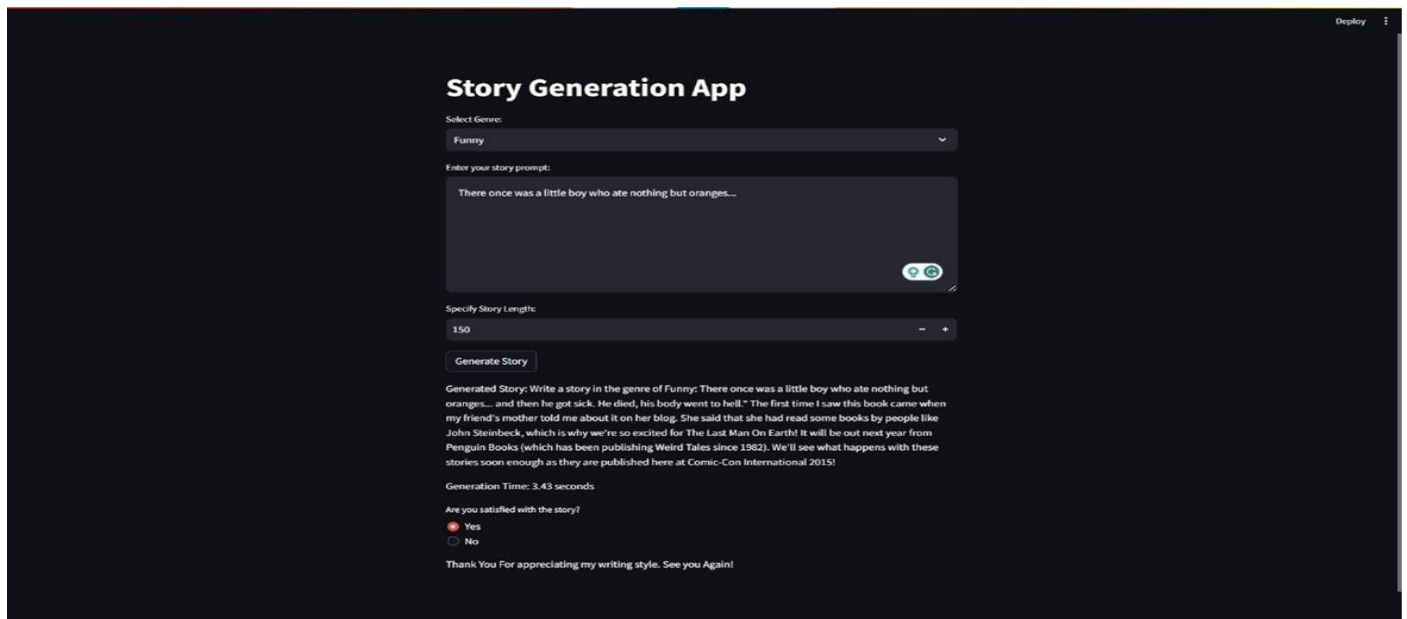 Deploy
Story Generation App
Select Genre:
Funny
Enter your story prompt:
There once was a little boy who ate nothing but oranges...
Specify Story Length:
150
Generate Story
Generated Story: Write a story in the genre of Funny: There once was a little boy who ate nothing but
oranges... and then he got sick. He died, his body went to hell." The first time I saw this book came when
my friend's mother told me about it on her blog. She said that she had read some books by people like
John Steinbeck, which is why we're so excited for The Last Man On Earth! It will be out next year from
Penguin Books (which has been publishing Weird Tales since 1982). We'll see what happens with these
stories soon enough as they are published here at Comic-Con International 2015!
Generation Time: 3.43 seconds
Are you satisfied with the story?
Yes
No
Thank You For appreciating my writing style. See you Again!